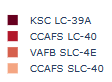 KSC LC-39A
CCAFS LC-40
VAFB SLC-4E
CCAFS SLC-40